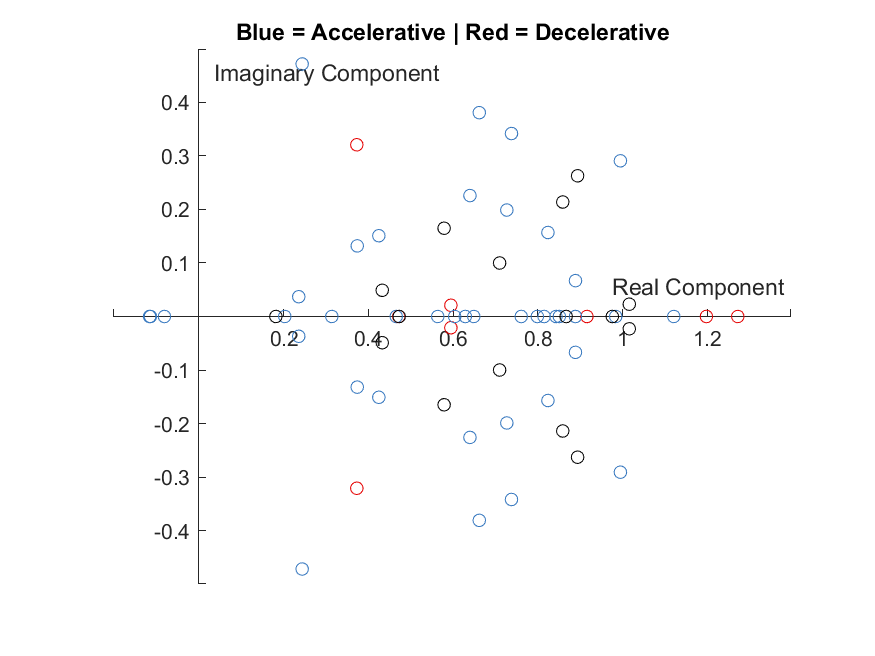 Blue = Accelerative | Red = Decelerative
Imaginary Component
0.4
0.3
0.2
0.1
Real Component
0.2 0.4 0.6 0.8 1 1.2
-0.1
-0.2
-0.3
-0.4